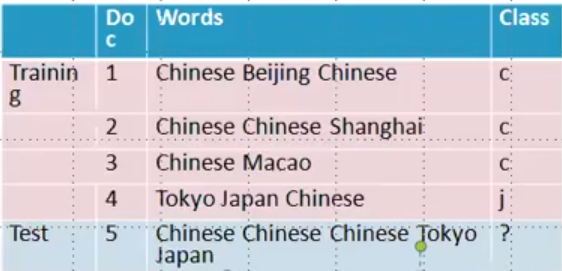 Doc Words Class
Training 1 Chinese Beijing Chinese c
2 Chinese Chinese Shanghai c
3 Chinese Macao c
4 Tokyo Japan Chinese j
Test 5 Chinese Chinese Chinese Tokyo Japan ?